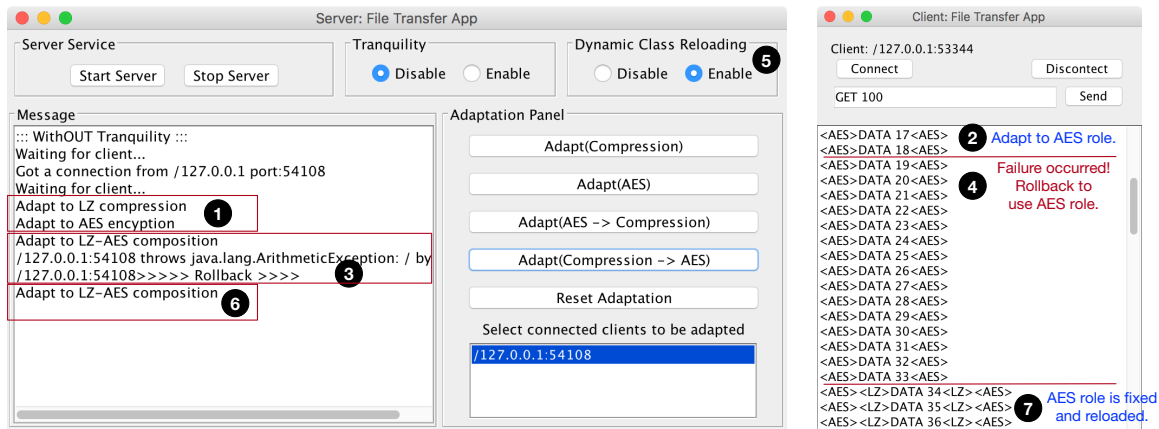 Server: File Transfer App
Server Service
Start Server
Stop Server
Tranquility
Disable
Enable
Dynamic Class Reloading
Disable
Enable
5
Message
::: WithOUT Tranquility :::
Waiting for client...
Got a connection from /127.0.0.1 port:54108
Waiting for client...
Adapt to LZ compression
1
Adapt to AES encyption
Adapt to LZ-AES composition
/127.0.0.1:54108 throws java.lang.ArithmeticException: / by
/127.0.0.1:54108>>>>> Rollback >>>>
3
Adapt to LZ-AES composition
6
Adaptation Panel
Adapt(Compression)
Adapt(AES)
Adapt(AES -> Compression)
Adapt(Compression -> AES)
Reset Adaptation
Select connected clients to be adapted
/127.0.0.1:54108
Client: File Transfer App
Client: /127.0.0.1:53344
Connect
Discontect
GET 100
Send
<AES>DATA 17<AES>
<AES>DATA 18<AES>
<AES>DATA 19<AES>
<AES>DATA 20<AES>
<AES>DATA 21<AES>
<AES>DATA 22<AES>
<AES>DATA 23<AES>
<AES>DATA 24<AES>
<AES>DATA 25<AES>
<AES>DATA 26<AES>
<AES>DATA 27<AES>
<AES>DATA 28<AES>
<AES>DATA 29<AES>
<AES>DATA 30<AES>
<AES>DATA 31<AES>
<AES>DATA 32<AES>
<AES>DATA 33<AES>
<AES><LZ>DATA 34<LZ><AES>
<AES><LZ>DATA 35<LZ><AES>
<AES><LZ>DATA 36<LZ><AES>
2 Adapt to AES role.
4 Failure occurred!
Rollback to
use AES role.
7 AES role is fixed
and reloaded.